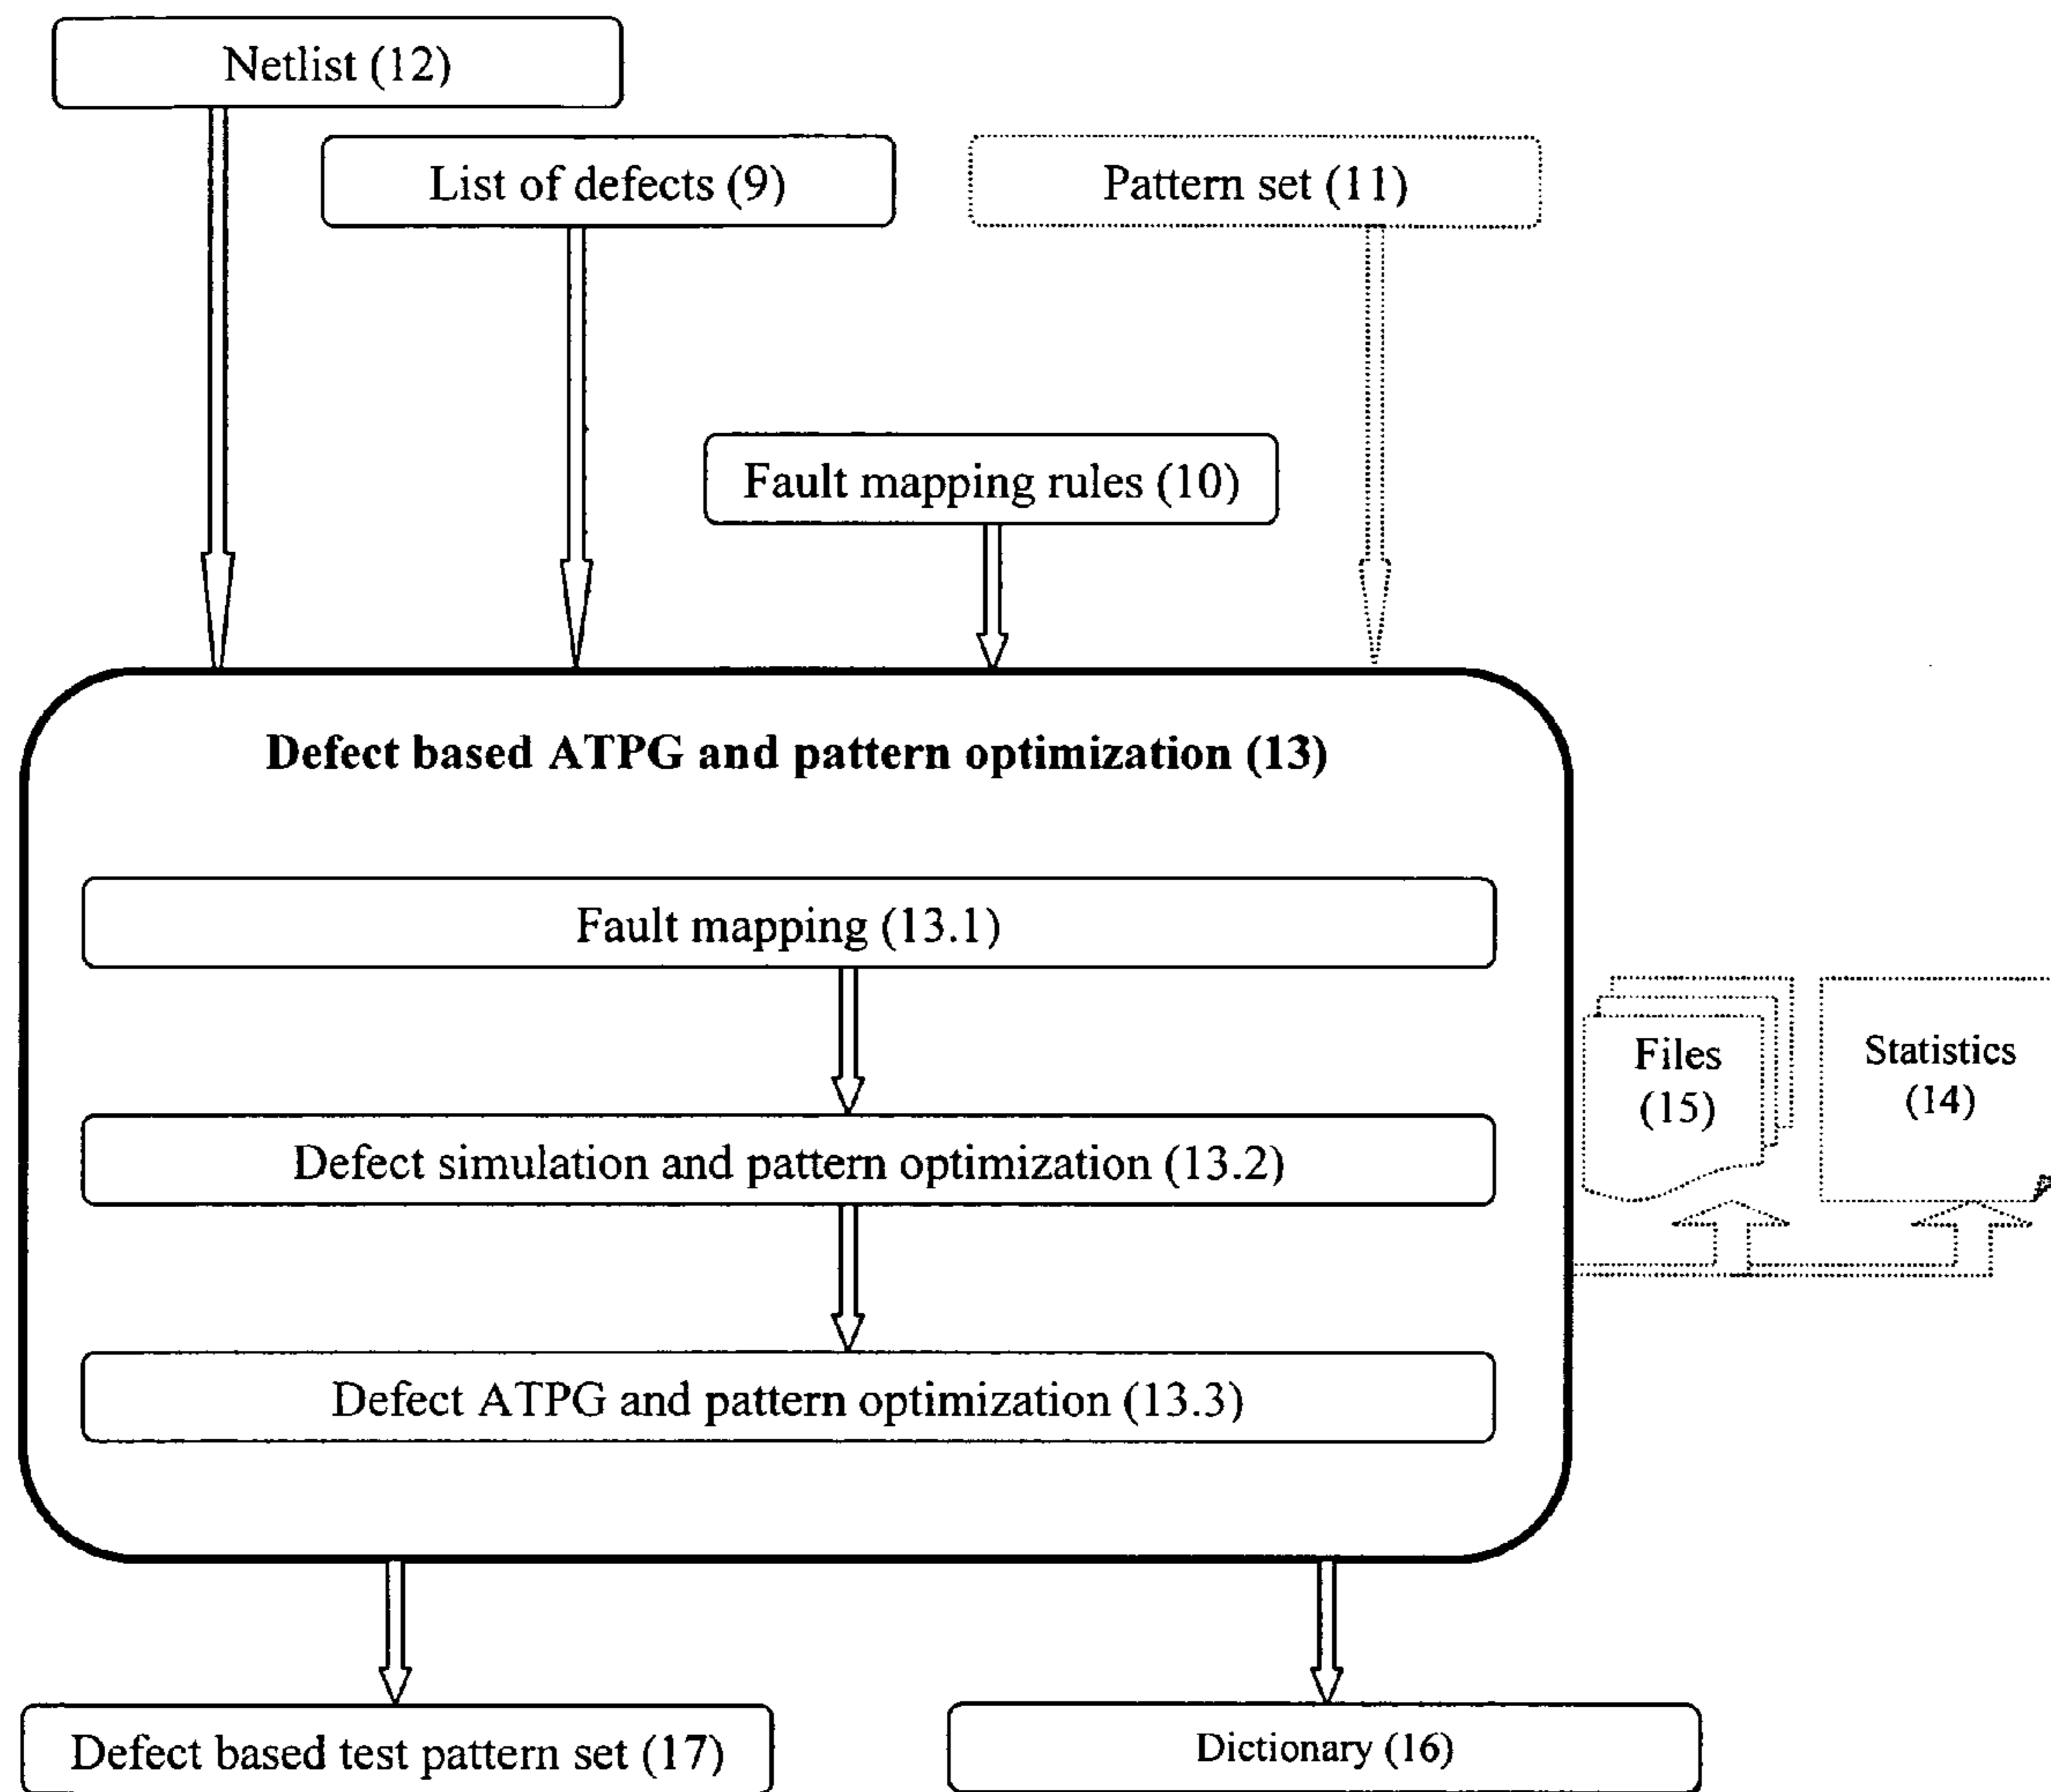 Netlist (12)
List of defects (9)
Pattern set (11)
Fault mapping rules (10)
Defect based ATPG and pattern optimization (13)
Fault mapping (13.1)
Files
(15)
Statistics
(14)
Defect simulation and pattern optimization (13.2)
Defect ATPG and pattern optimization (13.3)
Defect based test pattern set (17)
Dictionary (16)